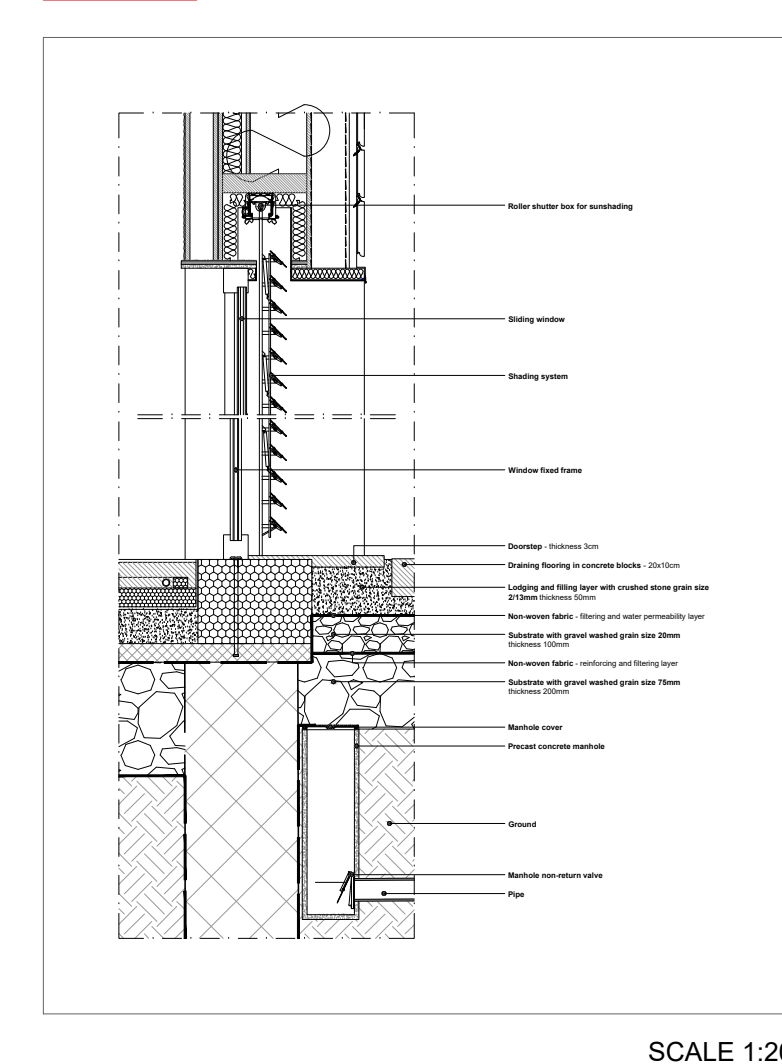 Roller shutter box for sunshading
Sliding window
Shading system
Window fixed frame
Doorstep - thickness 3cm
Draining flooring in concrete blocks - 20x10cm
Lodging and filling layer with crushed stone grain size
2/13mm thickness 50mm
Non-woven fabric - filtering and water permeability layer
Substrate with gravel washed grain size 20mm
thickness 100mm
Non-woven fabric - reinforcing and filtering layer
Substrate with gravel washed grain size 75mm
thickness 200mm
Manhole cover
Precast concrete manhole
Ground
Manhole non-return valve
Pipe
SCALE 1:20